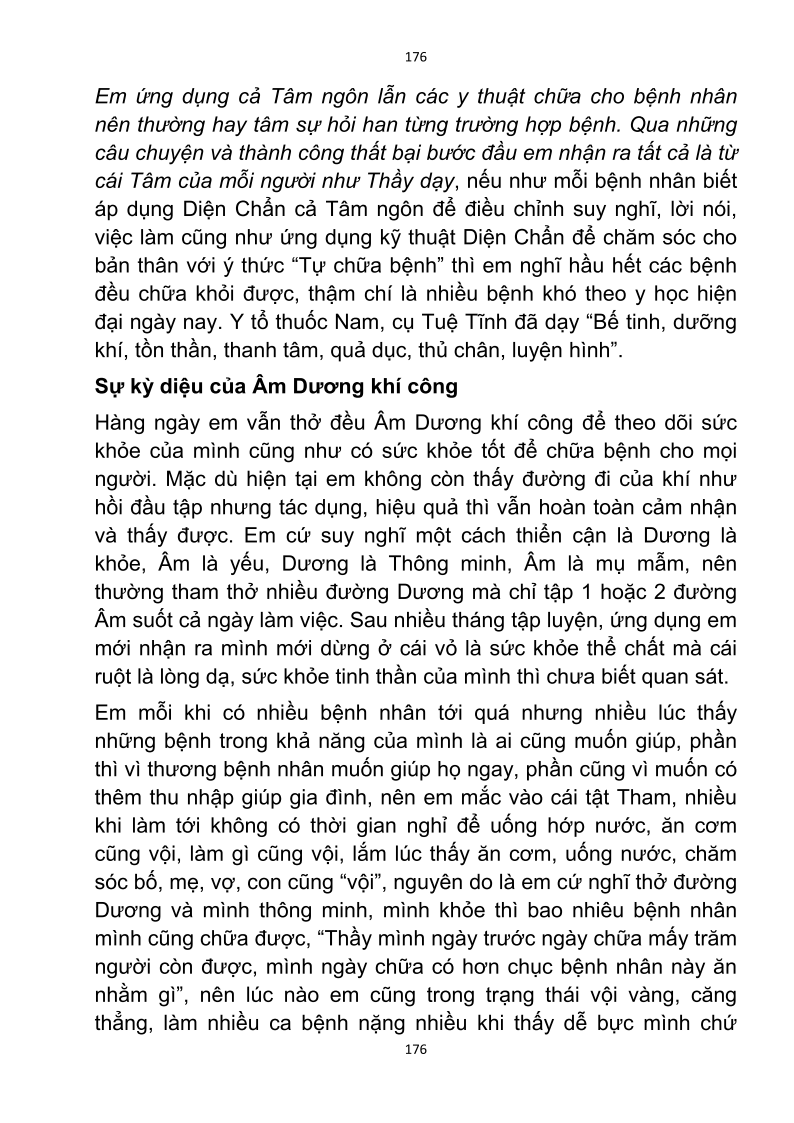 176
Em ứng dụng cả Tâm ngôn lẫn các y thuật chữa cho bệnh nhân
nên thường hay tâm sự hỏi han từng trường hợp bệnh. Qua những
câu chuyện và thành công thất bại bước đầu em nhận ra tất cả là từ
cái Tâm của mỗi người như Thầy dạy, nếu như mỗi bệnh nhân biết
áp dụng Diện Chẩn cả Tâm ngôn để điều chỉnh suy nghĩ, lời nói,
việc làm cũng như ứng dụng kỹ thuật Diện Chẩn để chăm sóc cho
bản thân với ý thức “Tự chữa bệnh” thì em nghĩ hầu hết các bệnh
đều chữa khỏi được, thậm chí là nhiều bệnh khó theo y học hiện
đại ngày nay. Y tổ thuốc Nam, cụ Tuệ Tĩnh đã dạy “Bế tinh, dưỡng
khí, tồn thần, thanh tâm, quả dục, thủ chân, luyện hình”.
Sự kỳ diệu của Âm Dương khí công
Hàng ngày em vẫn thở đều Âm Dương khí công để theo dõi sức
khỏe của mình cũng như có sức khỏe tốt để chữa bệnh cho mọi
người. Mặc dù hiện tại em không còn thấy đường đi của khí như
hồi đầu tập nhưng tác dụng, hiệu quả thì vẫn hoàn toàn cảm nhận
và thấy được. Em cứ suy nghĩ một cách thiển cận là Dương là
khỏe, Âm là yếu, Dương là Thông minh, Âm là mụ mẫm, nên
thường tham thở nhiều đường Dương mà chỉ tập 1 hoặc 2 đường
Âm suốt cả ngày làm việc. Sau nhiều tháng tập luyện, ứng dụng em
mới nhận ra mình mới dừng ở cái vỏ là sức khỏe thể chất mà cái
ruột là lòng dạ, sức khỏe tinh thần của mình thì chưa biết quan sát.
Em mỗi khi có nhiều bệnh nhân tới quá nhưng nhiều lúc thấy
những bệnh trong khả năng của mình là ai cũng muốn giúp, phần
thì vì thương bệnh nhân muốn giúp họ ngay, phần cũng vì muốn có
thêm thu nhập giúp gia đình, nên em mắc vào cái tật Tham, nhiều
khi làm tới không có thời gian nghỉ để uống hớp nước, ăn cơm
cũng vội, làm gì cũng vội, lắm lúc thấy ăn cơm, uống nước, chăm
sóc bố, mẹ, vợ, con cũng “vội”, nguyên do là em cứ nghĩ thở đường
Dương và mình thông minh, mình khỏe thì bao nhiêu bệnh nhân
mình cũng chữa được, “Thầy mình ngày trước ngày chữa mấy trăm
người còn được, mình ngày chữa có hơn chục bệnh nhân này ăn
nhằm gì”, nên lúc nào em cũng trong trạng thái vội vàng, căng
thẳng, làm nhiều ca bệnh nặng nhiều khi thấy dễ bực mình chứ
176